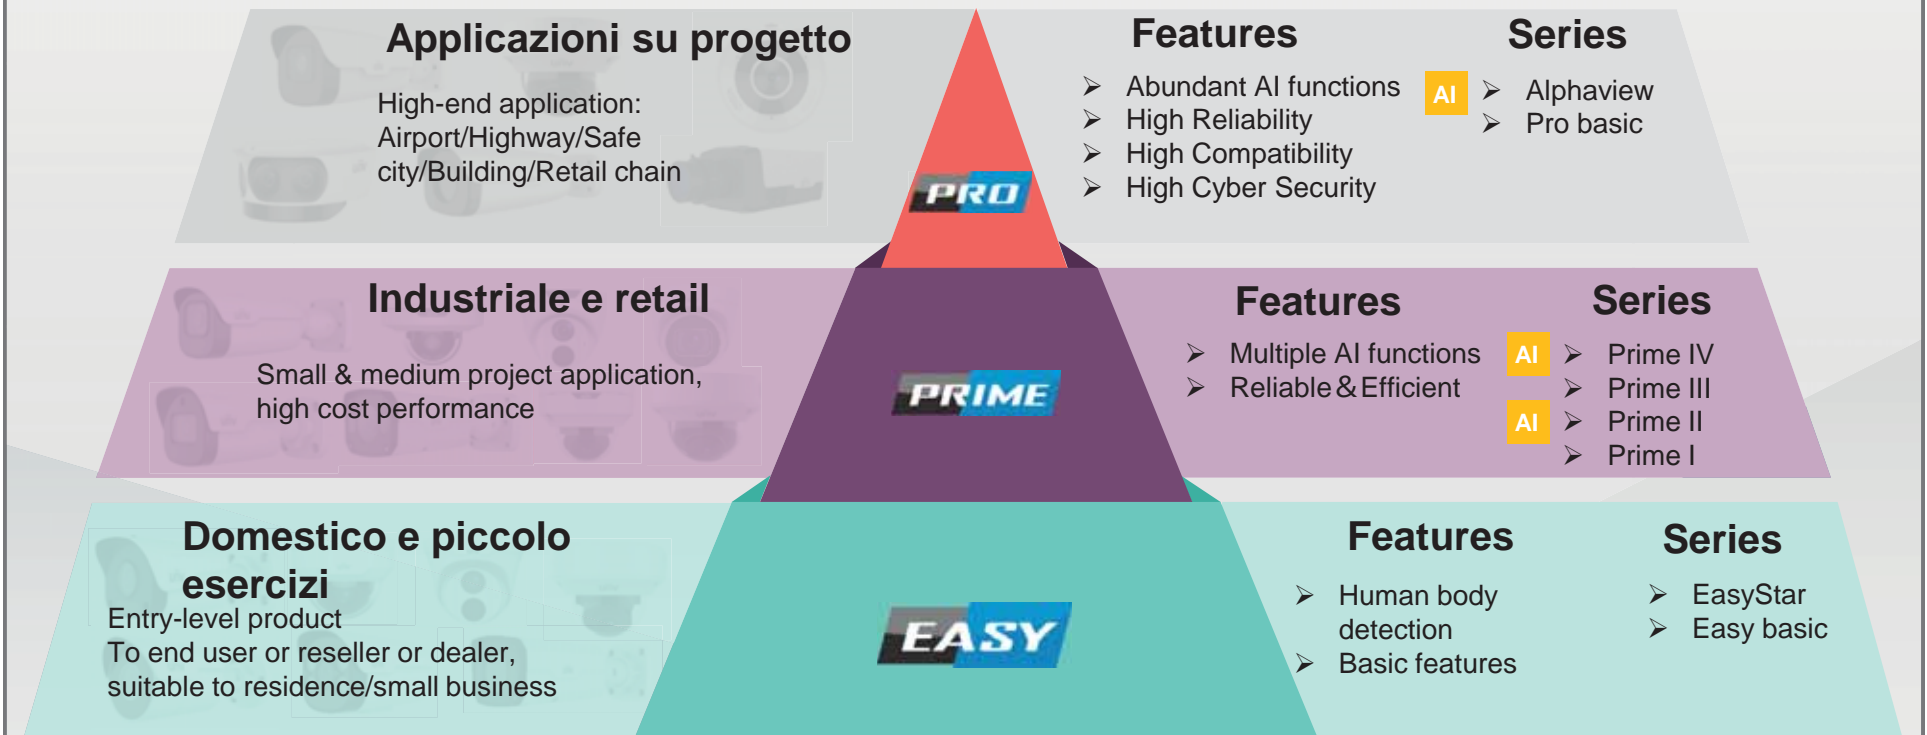 Applicazioni su progetto
High-end application:
Airport/Highway/Safe
city/Building/Retail chain
PRO
Features
Abundant AI functions
High Reliability
High Compatibility
High Cyber Security
Series
AI
Alphaview
Pro basic
Industriale e retail
Small & medium project application,
high cost performance
PRIME
Features
Multiple AI functions
Reliable&Efficient
Series
AI
Prime IV
Prime III
AI
Prime II
Prime I
Domestico e piccolo
esercizi
Entry-level product
To end user or reseller or dealer,
suitable to residence/small business
EASY
Features
Human body
detection
Basic features
Series
EasyStar
Easy basic